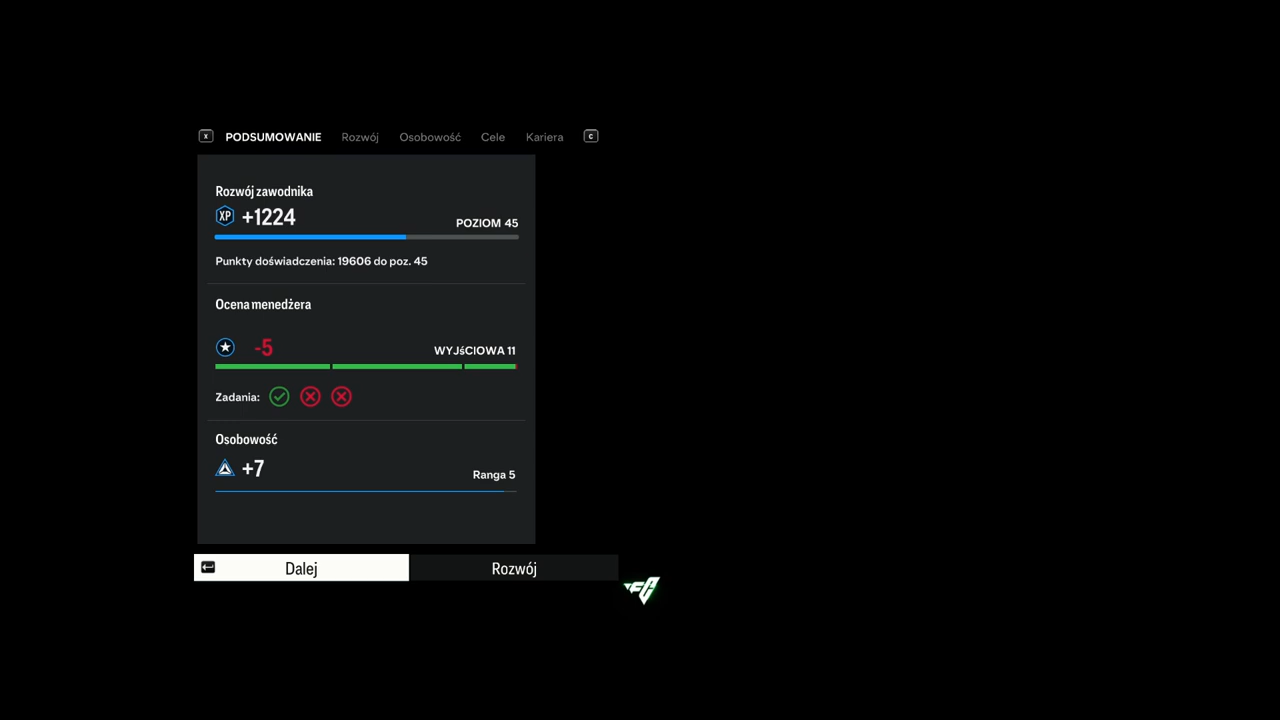 X PODSUMOWANIE Rozwój Osobowość Cele Kariera C
Rozwój zawodnika
XP +1224 POZIOM 45
Punkty doświadczenia: 19606 do poz. 45
Ocena menedżera
-5 WYJśCIOWA 11
Zadania:
Osobowość
+7 Ranga 5
Dalej Rozwój
FC